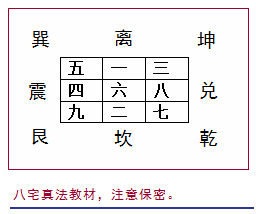 巽 离 坤
五 一 三
震 四 六 八 兑
九 二 七
艮 坎 乾
八宅真法教材，注意保密。